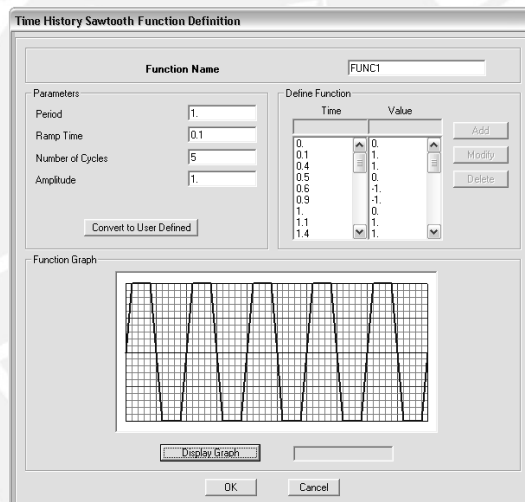 Time History Sawtooth Function Definition
Function Name
FUNC1
Parameters
Period
1.
Ramp Time
0.1
Number of Cycles
5
Amplitude
1.
Convert to User Defined
Define Function
Time Value
0. 0.
0.1 1.
0.4 1.
0.5 0.
0.6 -1.
0.9 -1.
1. 0.
1.1 1.
1.4 1.
Add
Modify
Delete
Function Graph
Display Graph
OK
Cancel